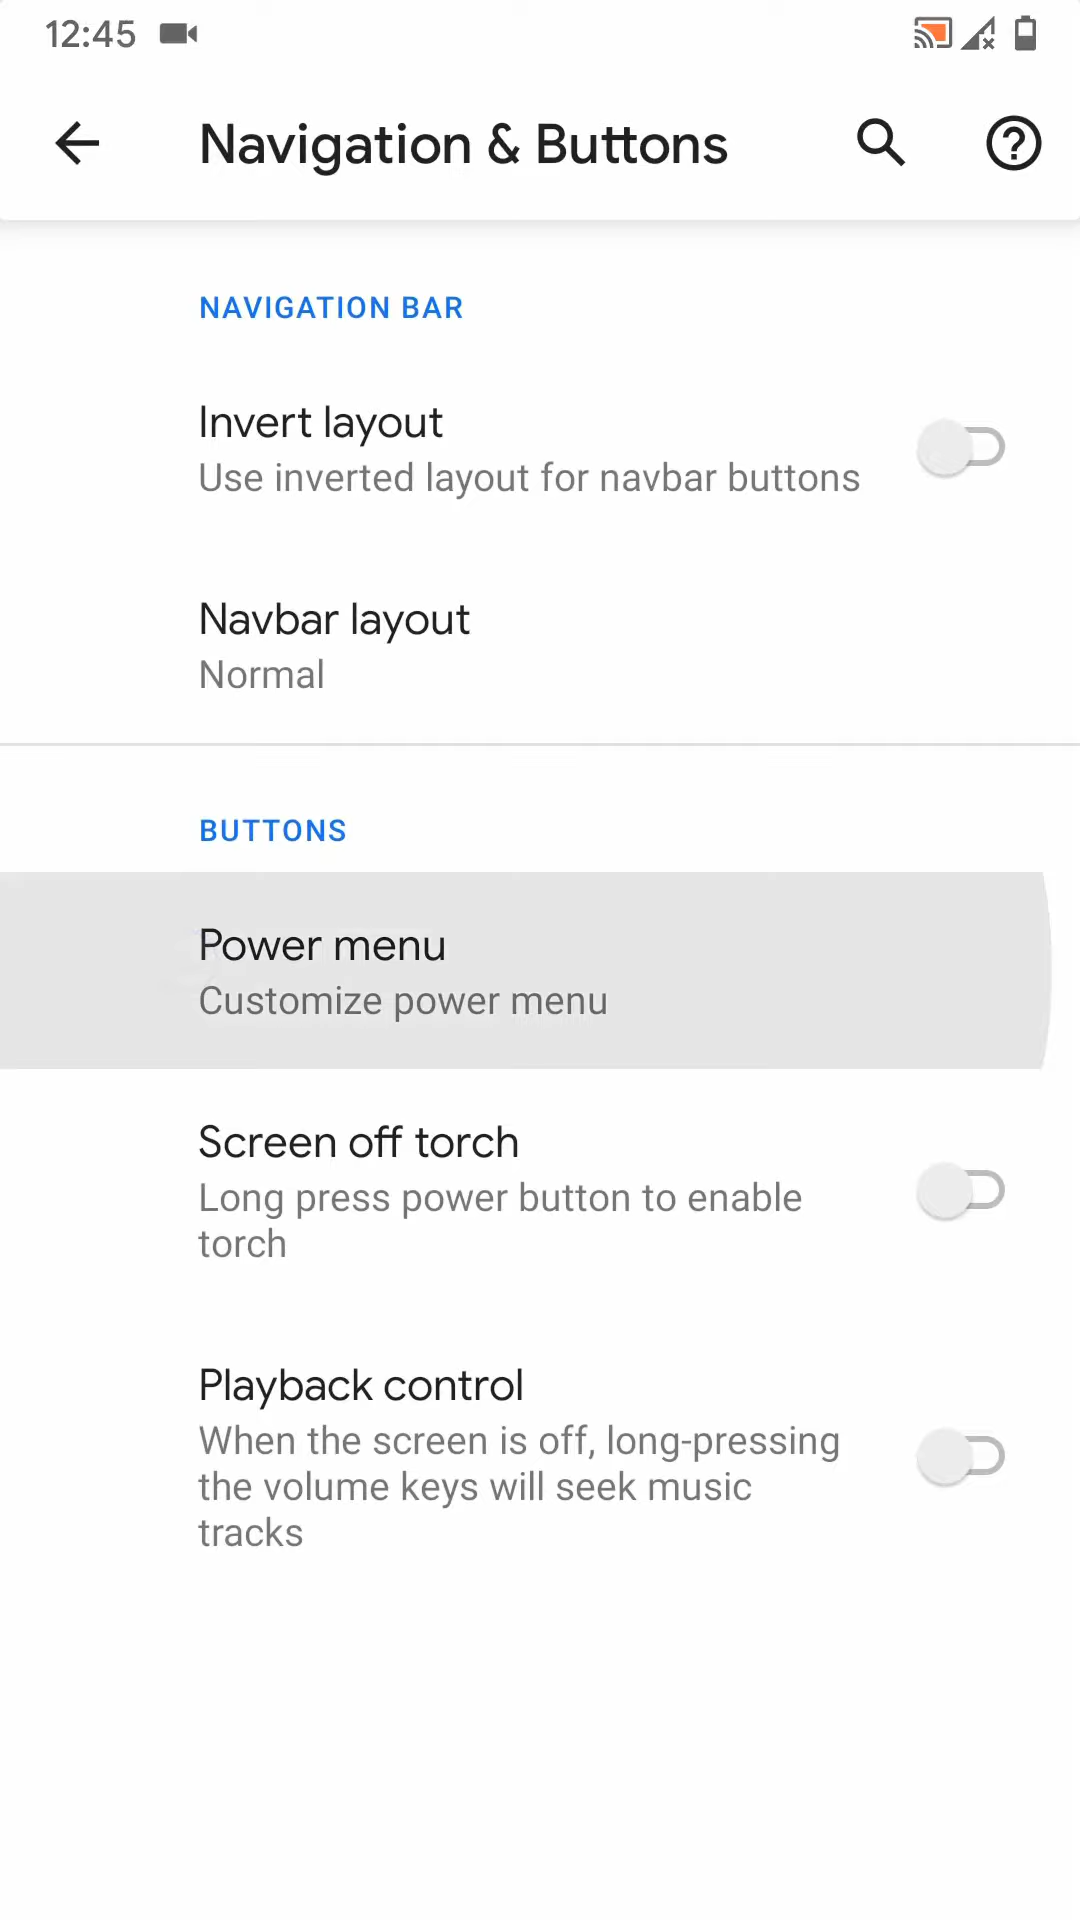 12:45
Navigation & Buttons
NAVIGATION BAR
Invert layout
Use inverted layout for navbar buttons
Navbar layout
Normal
BUTTONS
Power menu
Customize power menu
Screen off torch
Long press power button to enable
torch
Playback control
When the screen is off, long-pressing
the volume keys will seek music
tracks